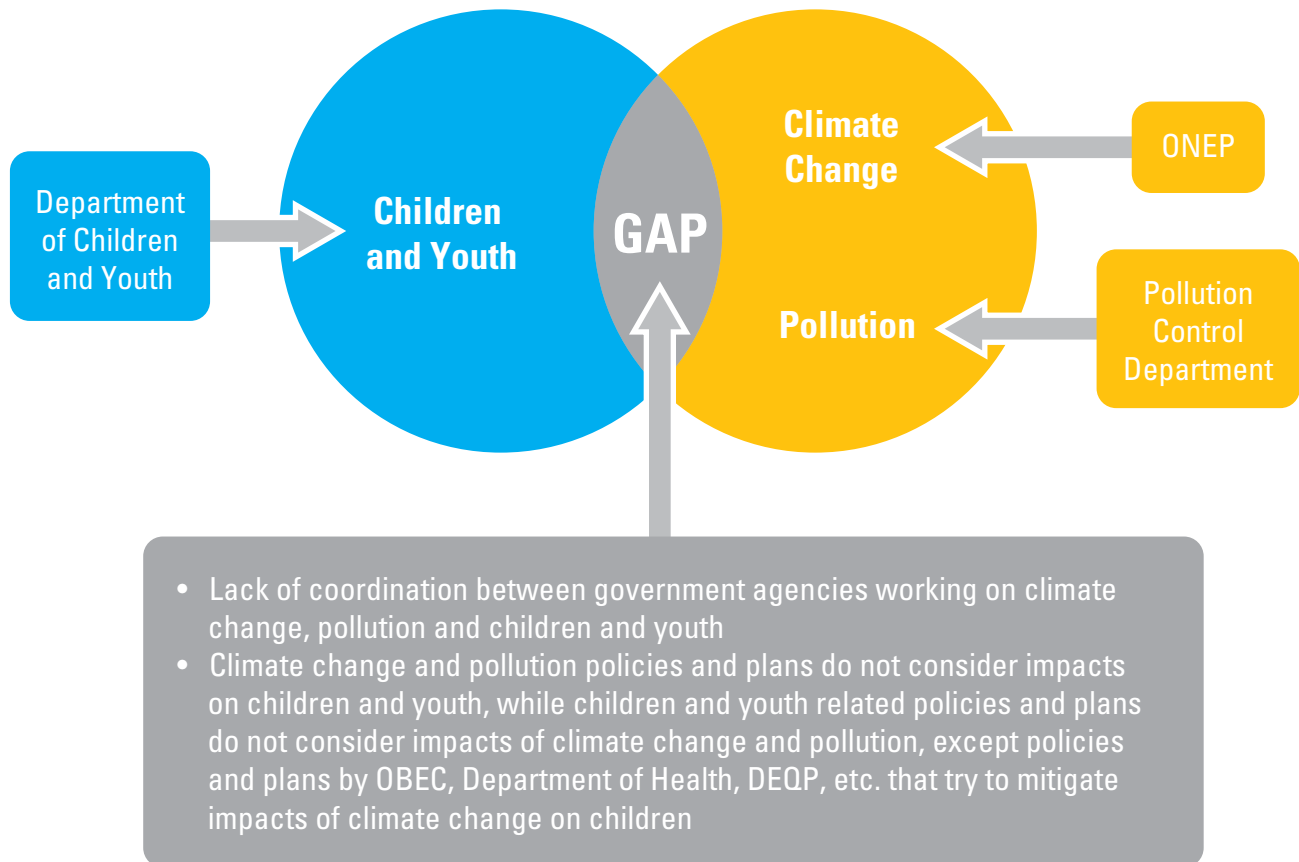 Department
of Children
and Youth
Children
and Youth
GAP
Climate
Change
Pollution
ONEP
Pollution
Control
Department
• Lack of coordination between government agencies working on climate
change, pollution and children and youth
• Climate change and pollution policies and plans do not consider impacts
on children and youth, while children and youth related policies and plans
do not consider impacts of climate change and pollution, except policies
and plans by OBEC, Department of Health, DEQP, etc. that try to mitigate
impacts of climate change on children